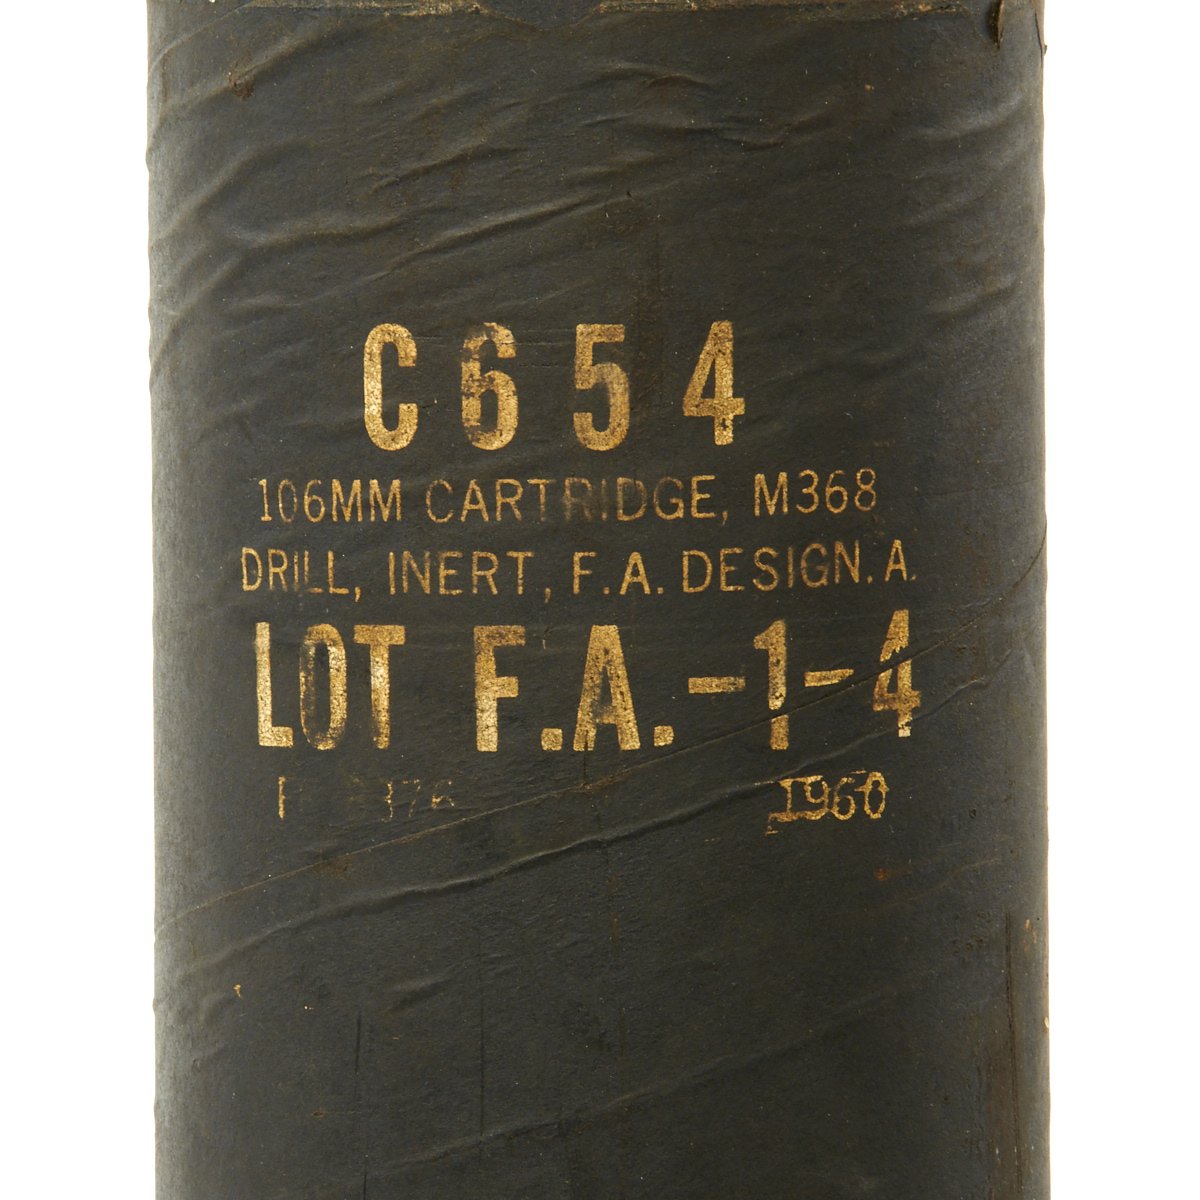 C654
106MM CARTRIDGE, M368
DRILL, INERT, F.A. DESIGN. A.
LOT F.A.-1-4
1960